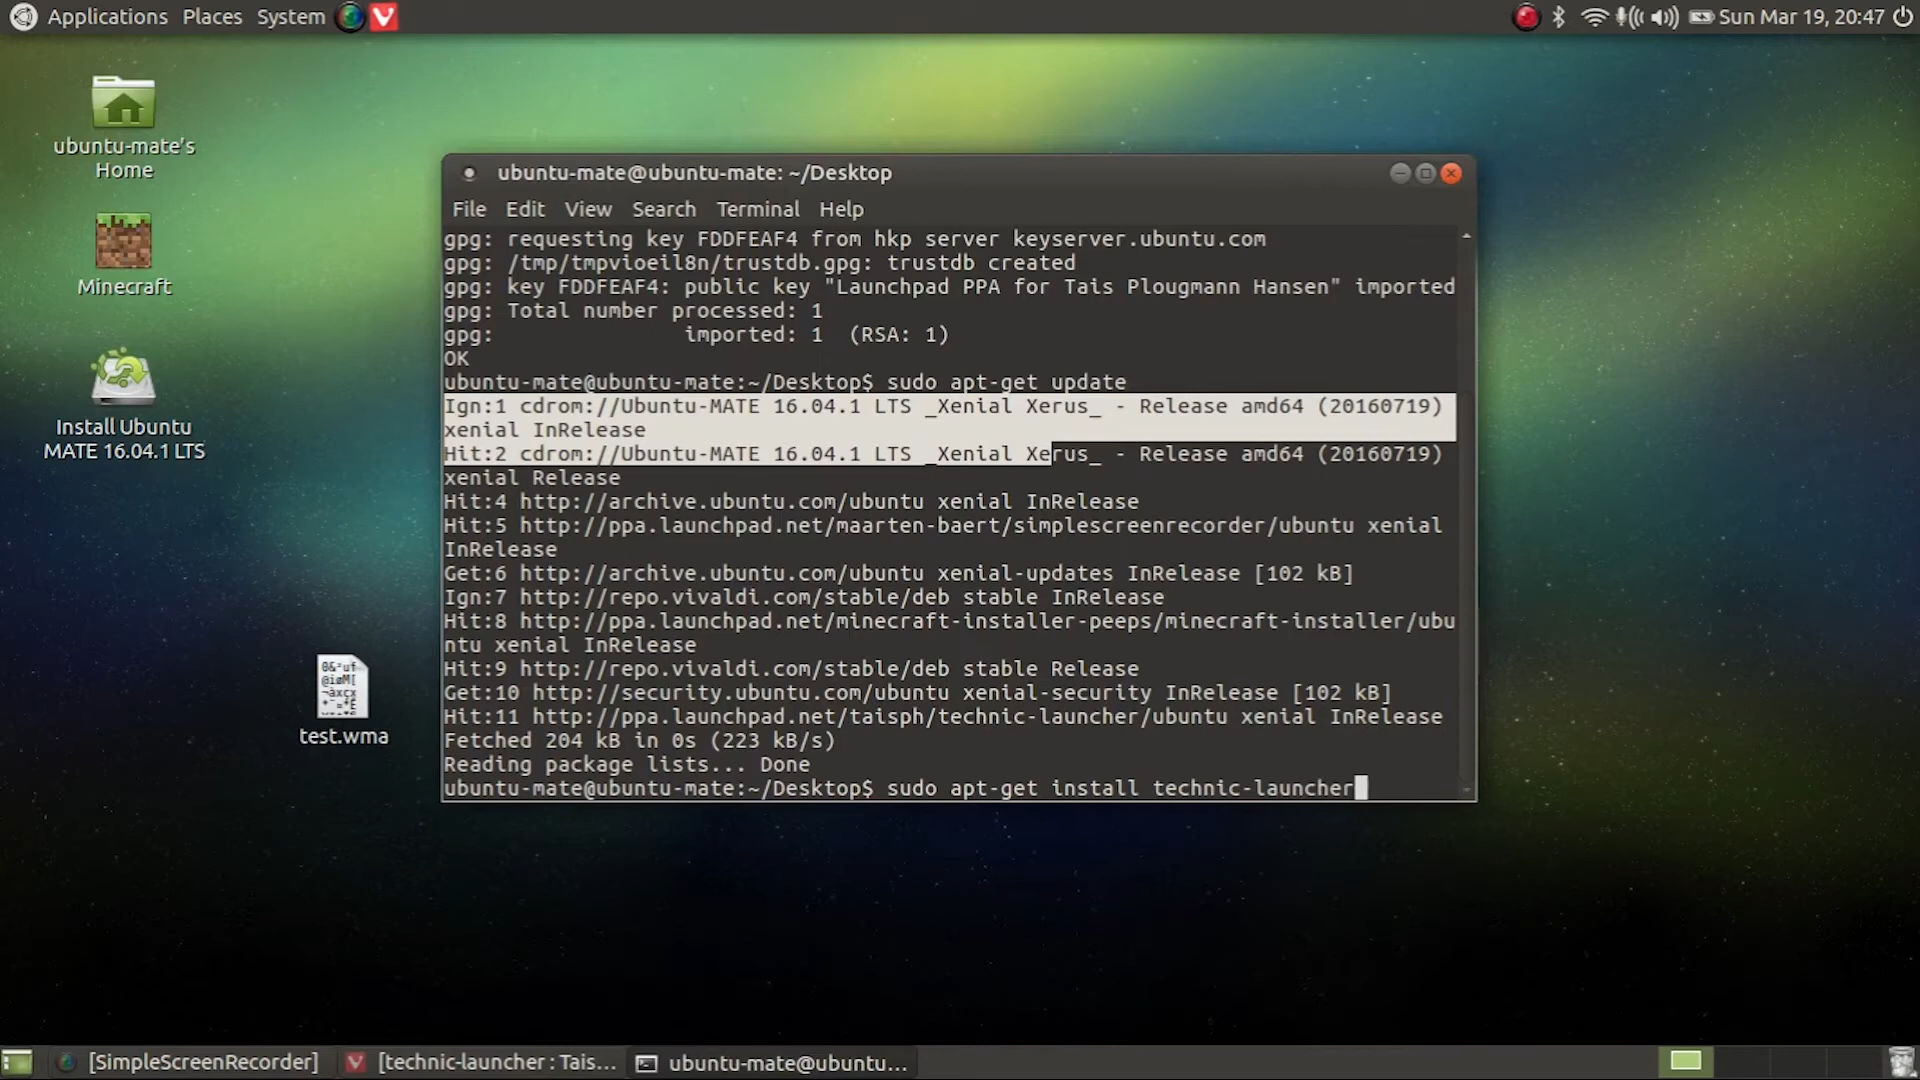 Applications Places System
Sun Mar 19, 20:47
ubuntu-mate's
Home
Minecraft
Install Ubuntu
MATE 16.04.1 LTS
test.wma
ubuntu-mate@ubuntu-mate: ~/Desktop
File Edit View Search Terminal Help
gpg: requesting key FDDFEAF4 from hkp server keyserver.ubuntu.com
gpg: /tmp/tmpvioeil8n/trustdb.gpg: trustdb created
gpg: key FDDFEAF4: public key "Launchpad PPA for Tais Plougmann Hansen" imported
gpg: Total number processed: 1
gpg:               imported: 1  (RSA: 1)
OK
ubuntu-mate@ubuntu-mate:~/Desktop$ sudo apt-get update
Ign:1 cdrom://Ubuntu-MATE 16.04.1 LTS _Xenial Xerus_ - Release amd64 (20160719)
xenial InRelease
Hit:2 cdrom://Ubuntu-MATE 16.04.1 LTS _Xenial Xerus_ - Release amd64 (20160719)
xenial Release
Hit:4 http://archive.ubuntu.com/ubuntu xenial InRelease
Hit:5 http://ppa.launchpad.net/maarten-baert/simplescreenrecorder/ubuntu xenial
InRelease
Get:6 http://archive.ubuntu.com/ubuntu xenial-updates InRelease [102 kB]
Ign:7 http://repo.vivaldi.com/stable/deb stable InRelease
Hit:8 http://ppa.launchpad.net/minecraft-installer-peeps/minecraft-installer/ubu
ntu xenial InRelease
Hit:9 http://repo.vivaldi.com/stable/deb stable Release
Get:10 http://security.ubuntu.com/ubuntu xenial-security InRelease [102 kB]
Hit:11 http://ppa.launchpad.net/taisph/technic-launcher/ubuntu xenial InRelease
Fetched 204 kB in 0s (223 kB/s)
Reading package lists... Done
ubuntu-mate@ubuntu-mate:~/Desktop$ sudo apt-get install technic-launcher
[SimpleScreenRecorder] [technic-launcher : Tais... ubuntu-mate@ubuntu...